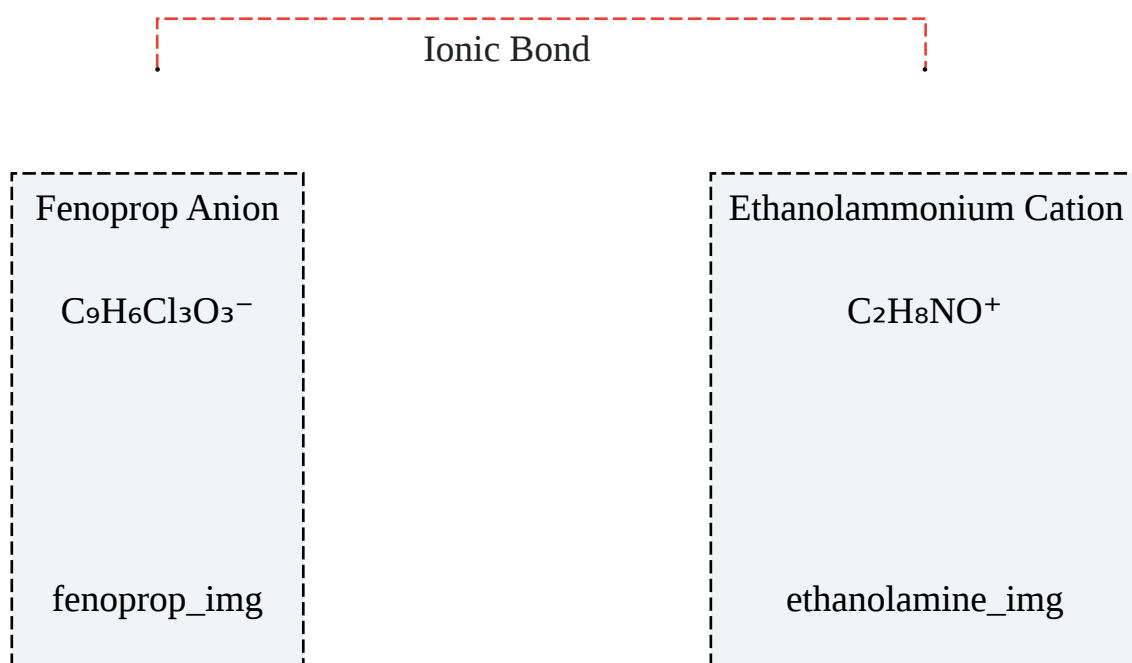 Ionic Bond
Fenoprop Anion
C₉H₆Cl₃O₃⁻
fenoprop_img
Ethanolammonium Cation
C₂H₈NO⁺
ethanolamine_img